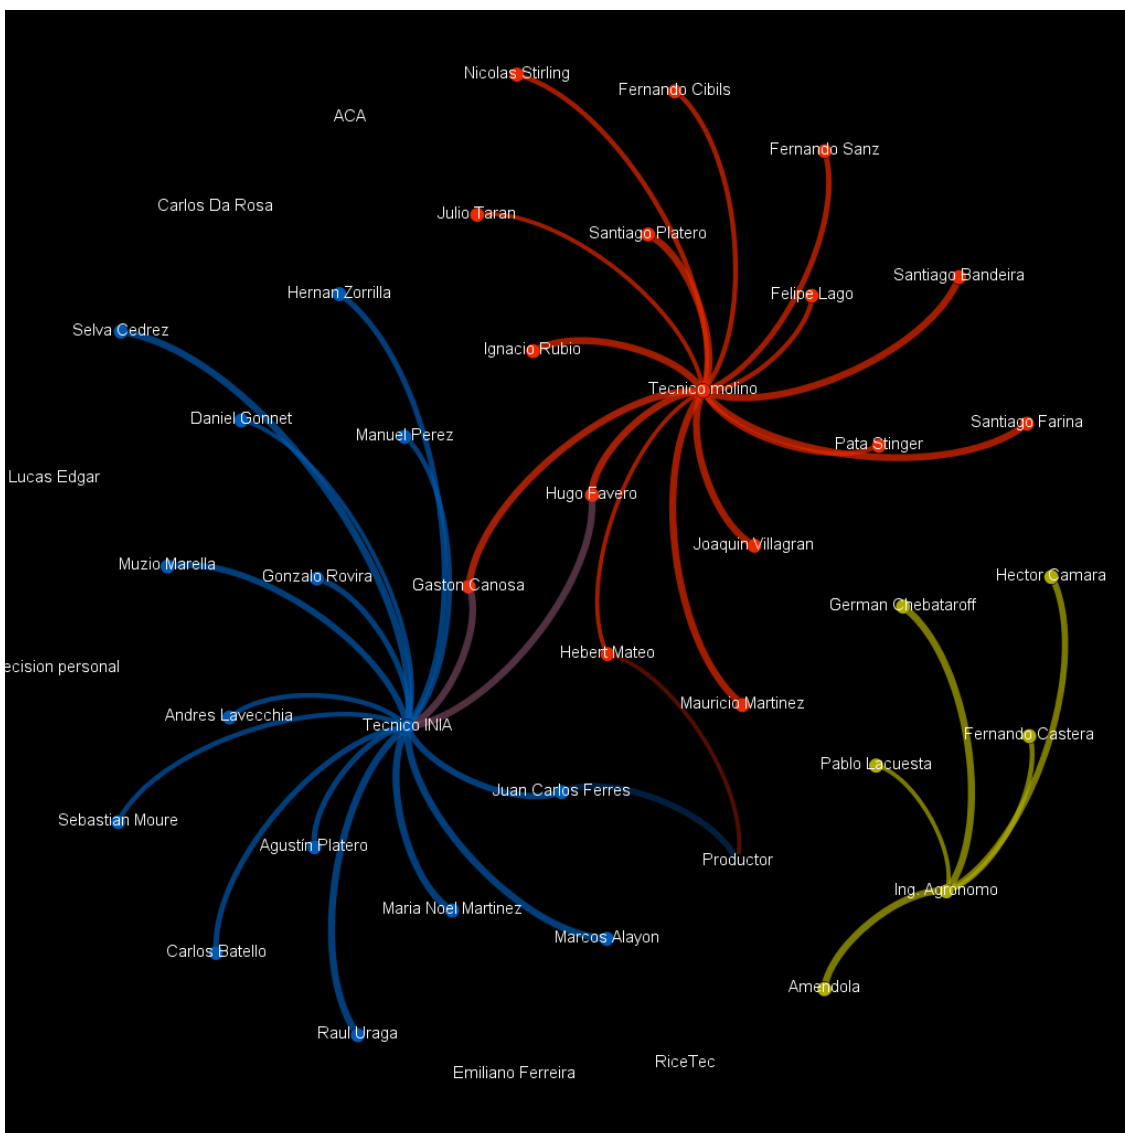 Nicolas Stirling
Fernando Cibils
ACA
Fernando Sanz
Carlos Da Rosa
Julio Taran
Santiago Platero
Santiago Bandeira
Hernan Zorrilla
Felipe Lago
Selva Cedrez
Ignacio Rubio
Tecnico molino
Daniel Gonnet
Santiago Farina
Manuel Perez
Pata Stinger
Lucas Edgar
Hugo Favero
Joaquin Villagran
Muzio Marella
Gonzalo Rovira
Hector Camara
Gaston Canosa
German Chebataroff
Hebert Mateo
ecision personal
Mauricio Martinez
Andres Lavecchia
Tecnico INIA
Fernando Castera
Pablo Lacuesta
Juan Carlos Ferres
Sebastian Moure
Agustín Platero
Productor
Ing. Agronomo
Maria Noel Martinez
Marcos Alayon
Carlos Batello
Amendola
Raul Uraga
RiceTec
Emiliano Ferreira